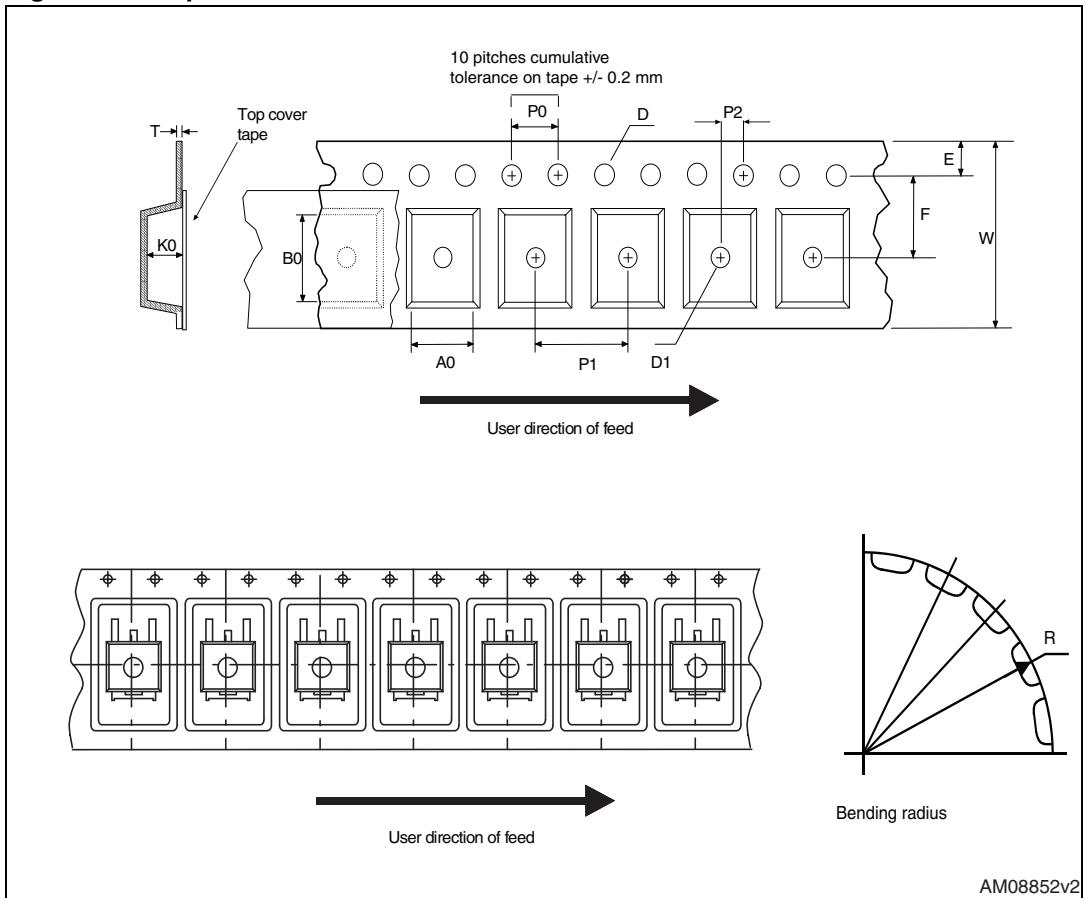 10 pitches cumulative
tolerance on tape +/- 0.2 mm
P0
D
P2
T
Top cover
tape
E
F
W
K0
B0
A0
P1
D1
User direction of feed
R
Bending radius
User direction of feed
AM08852v2